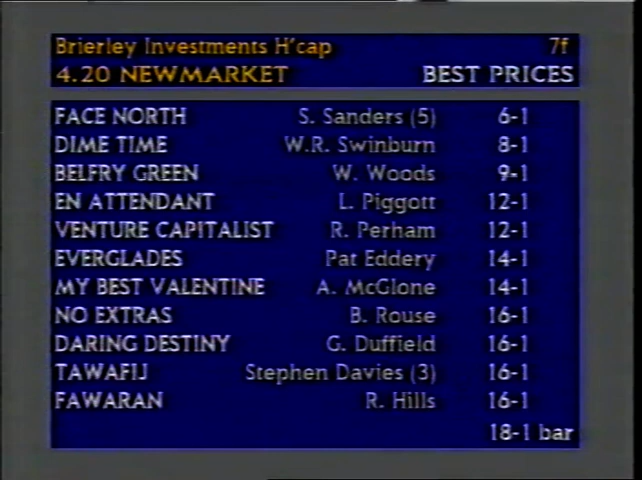 Brierley Investments H'cap 7f
4.20 NEWMARKET BEST PRICES
FACE NORTH S. Sanders (5) 6-1
DIME TIME W.R. Swinburn 8-1
BELFRY GREEN W. Woods 9-1
EN ATTENDANT L. Piggott 12-1
VENTURE CAPITALIST R. Perham 12-1
EVERGLADES Pat Eddery 14-1
MY BEST VALENTINE A. McGlone 14-1
NO EXTRAS B. Rouse 16-1
DARING DESTINY G. Duffield 16-1
TAWAFIJ Stephen Davies (3) 16-1
FAWARAN R. Hills 16-1
18-1 bar